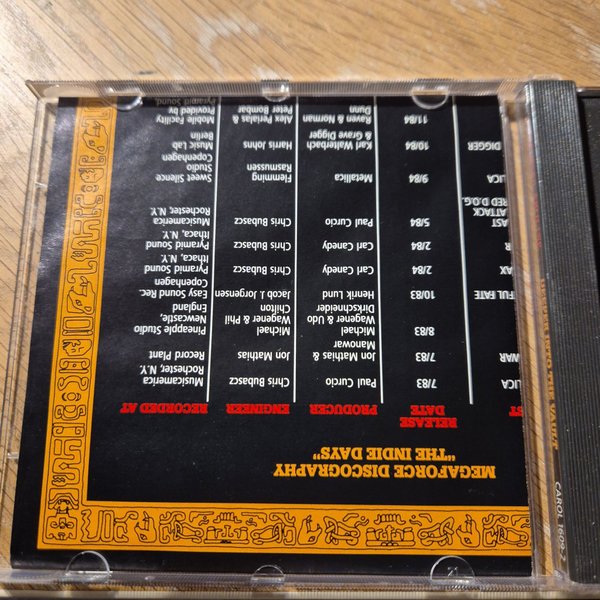 MEGAFORCE DISCOGRAPHY
"THE INDIE DAYS"
RELEASE
ST DATE PRODUCER ENGINEER RECORDED AT
LICA 7/83 Paul Curcio Chris Bubascz Musicamerica
Rochester, N.Y.
WAR 7/83 Jon Mathias & Jon Mathias Record Plant
Manowar
8/83 Michael Michael Pineapple Studio
Wagener & Udo Wagener & Phil Newcastle,
Dirkschneider Chilton England
FUL FATE 10/83 Henrik Lund Jacob J. Jorgensen Easy Sound Rec.
Copenhagen
AX 2/84 Carl Canedy Chris Bubascz Pyramid Sound
Ithaca, N.Y.
R 2/84 Carl Canedy Chris Bubascz Pyramid Sound
Ithaca, N.Y.
AST 5/84 Paul Curcio Chris Bubascz Musicamerica
ATTACK Rochester, N.Y.
RED D.O.G.
LICA 9/84 Metallica Flemming Sweet Silence
Rasmussen Studio
Copenhagen
DIGGER 10/84 Karl Walterbach Harris Johns Music Lab
& Grave Digger Berlin
11/84 Raven & Norman Alex Perialas & Mobile Facility
Dunn Peter Bombar Provided by
Pyramid Sound,
CAROL 1609-2